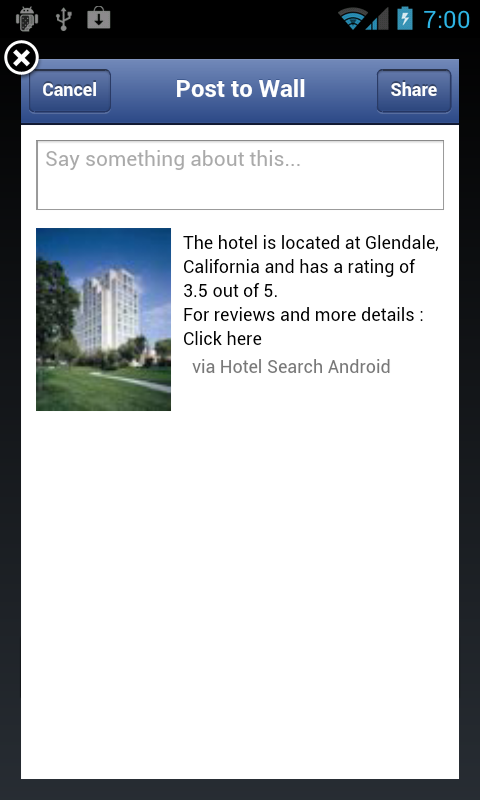 7:00
Cancel
Post to Wall
Share
Say something about this...
The hotel is located at Glendale,
California and has a rating of
3.5 out of 5.
For reviews and more details :
Click here
via Hotel Search Android